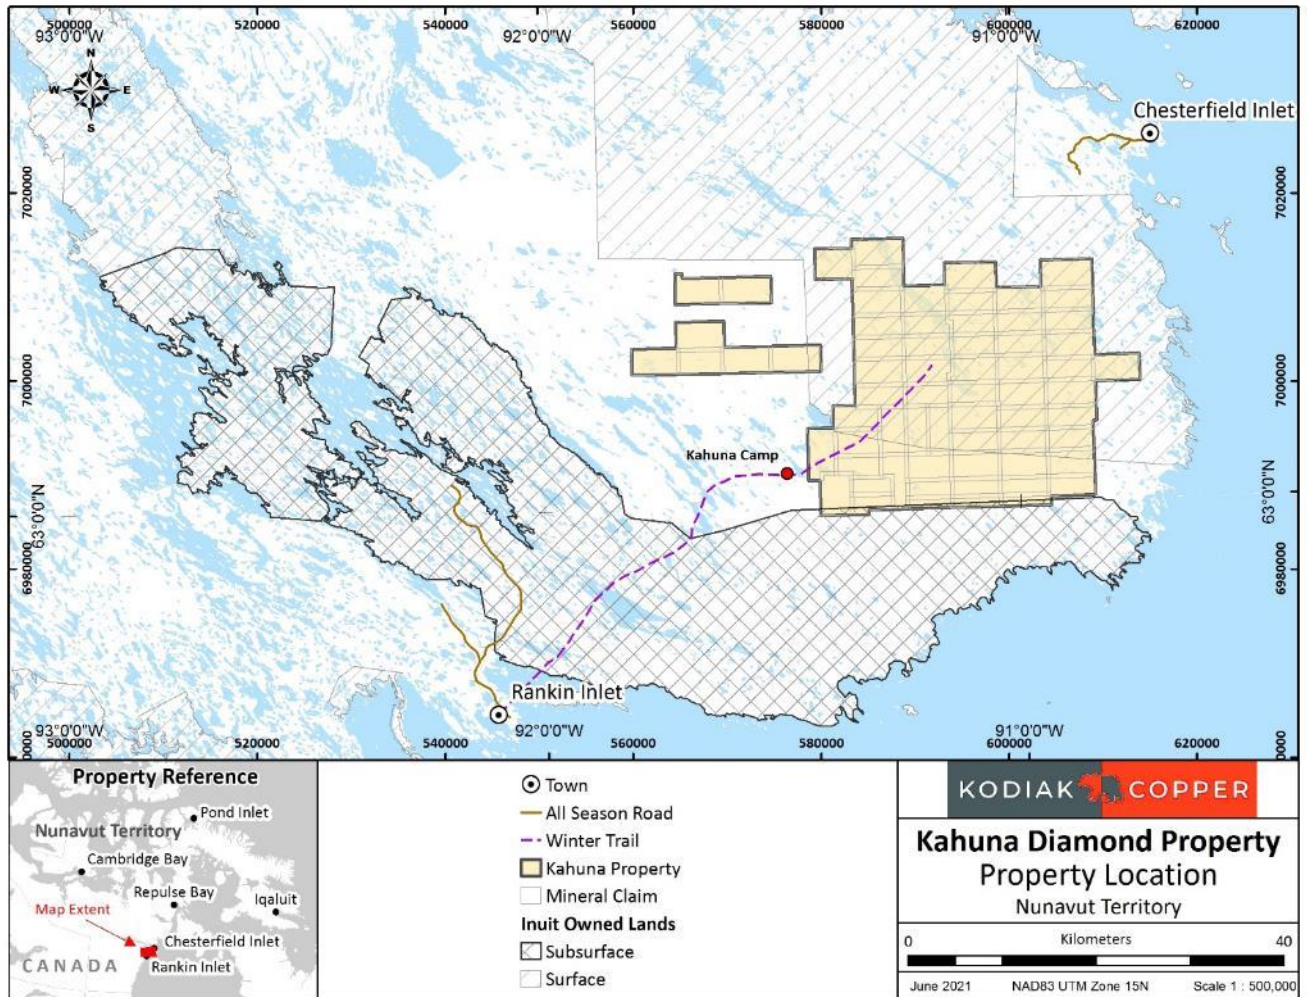 500000 520000 540000 560000 580000 600000 620000
93°0'0"W 92°0'0"W 91°0'0"W
N
W E
S
Chesterfield Inlet
7020000 7020000
7000000 7000000
Kahuna Camp
63°0'0"N 63°0'0"N
6980000 6980000
Rankin Inlet
93°0'0"W 92°0'0"W 91°0'0"W
500000 520000 540000 560000 580000 600000 620000
Property Reference
Pond Inlet
Nunavut Territory
Cambridge Bay
Repulse Bay
Iqaluit
Map Extent
Chesterfield Inlet
CANADA
Rankin Inlet
Town
All Season Road
Winter Trail
Kahuna Property
Mineral Claim
Inuit Owned Lands
Subsurface
Surface
KODIAK COPPER
Kahuna Diamond Property
Property Location
Nunavut Territory
0 Kilometers 40
June 2021 NAD83 UTM Zone 15N Scale 1 : 500,000